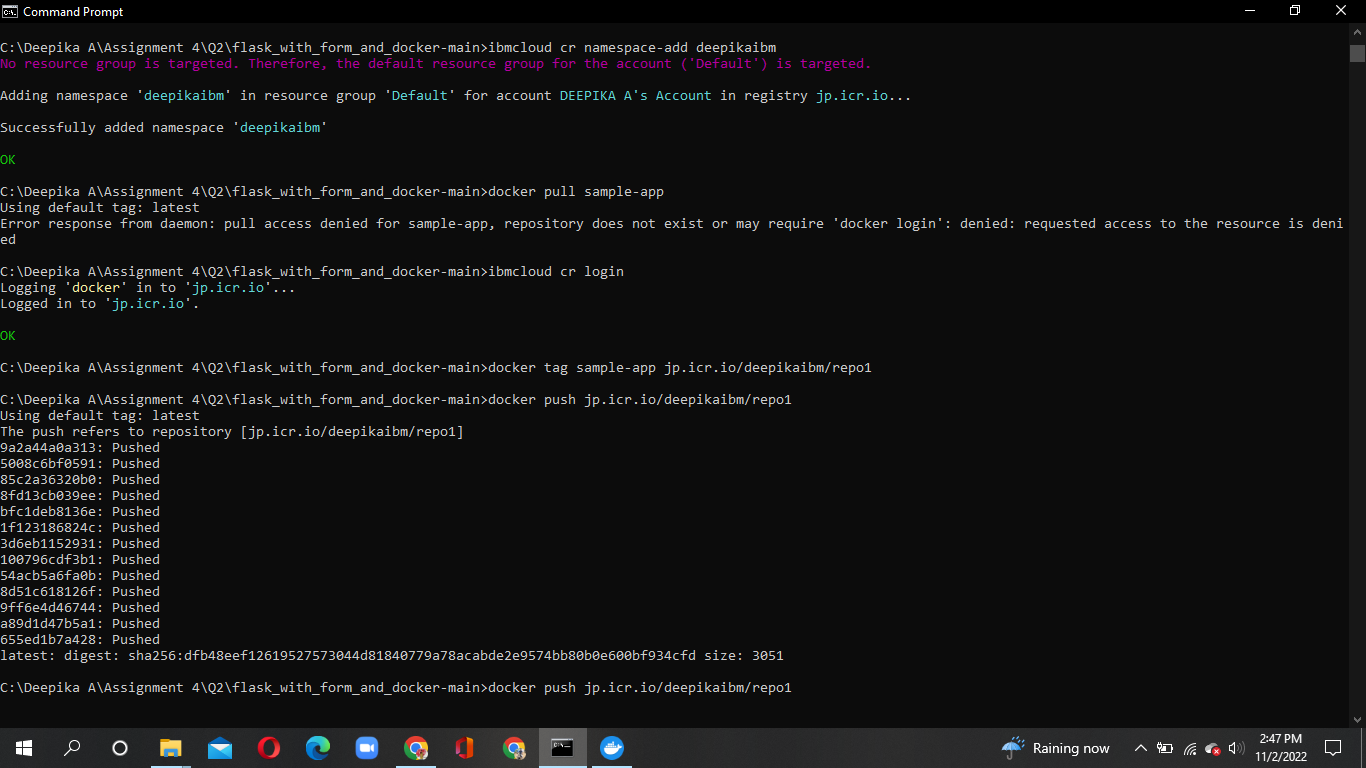 Command Prompt
C:\Deepika A\Assignment 4\Q2\flask_with_form_and_docker-main>ibmcloud cr namespace-add deepikaibm
No resource group is targeted. Therefore, the default resource group for the account ('Default') is targeted.
Adding namespace 'deepikaibm' in resource group 'Default' for account DEEPIKA A's Account in registry jp.icr.io...
Successfully added namespace 'deepikaibm'
OK
C:\Deepika A\Assignment 4\Q2\flask_with_form_and_docker-main>docker pull sample-app
Using default tag: latest
Error response from daemon: pull access denied for sample-app, repository does not exist or may require 'docker login': denied: requested access to the resource is deni
ed
C:\Deepika A\Assignment 4\Q2\flask_with_form_and_docker-main>ibmcloud cr login
Logging 'docker' in to 'jp.icr.io'...
Logged in to 'jp.icr.io'.
OK
C:\Deepika A\Assignment 4\Q2\flask_with_form_and_docker-main>docker tag sample-app jp.icr.io/deepikaibm/repo1
C:\Deepika A\Assignment 4\Q2\flask_with_form_and_docker-main>docker push jp.icr.io/deepikaibm/repo1
Using default tag: latest
The push refers to repository [jp.icr.io/deepikaibm/repo1]
9a2a44a0a313: Pushed
5008c6bf0591: Pushed
85c2a36320b0: Pushed
8fd13cb039ee: Pushed
bfc1deb8136e: Pushed
1f123186824c: Pushed
3d6eb1152931: Pushed
100796cdf3b1: Pushed
54acb5a6fa0b: Pushed
8d51c618126f: Pushed
9ff6e4d46744: Pushed
a89d1d47b5a1: Pushed
655ed1b7a428: Pushed
latest: digest: sha256:dfb48eef12619527573044d81840779a78acabde2e9574bb80b0e600bf934cfd size: 3051
C:\Deepika A\Assignment 4\Q2\flask_with_form_and_docker-main>docker push jp.icr.io/deepikaibm/repo1
Raining now
2:47 PM
11/2/2022